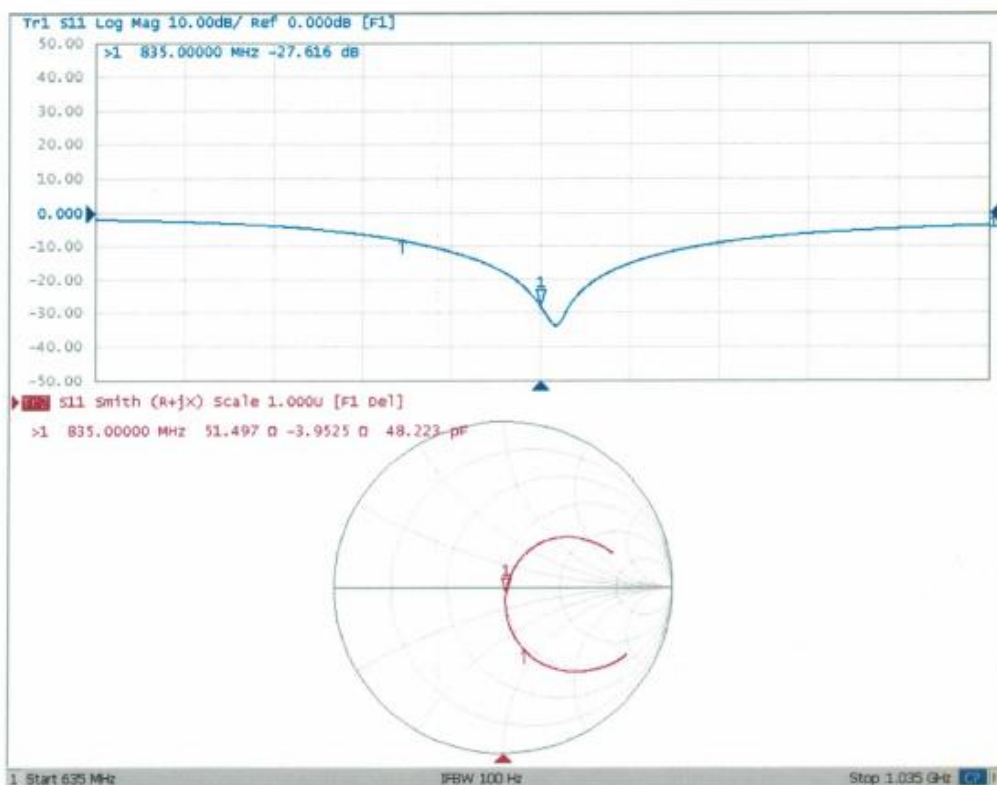 Tr1 S11 Log Mag 10.00dB/ Ref 0.000dB [F1]
>1 835.00000 MHz -27.616 dB
50.00
40.00
30.00
20.00
10.00
0.000
-10.00
-20.00
-30.00
-40.00
-50.00
1
S11 Smith (R+jX) Scale 1.000U [F1 Del]
>1 835.00000 MHz 51.497 Ω -3.9525 Ω 48.223 pF
1
1 Start 635 MHz IFBW 100 Hz Stop 1.035 GHz